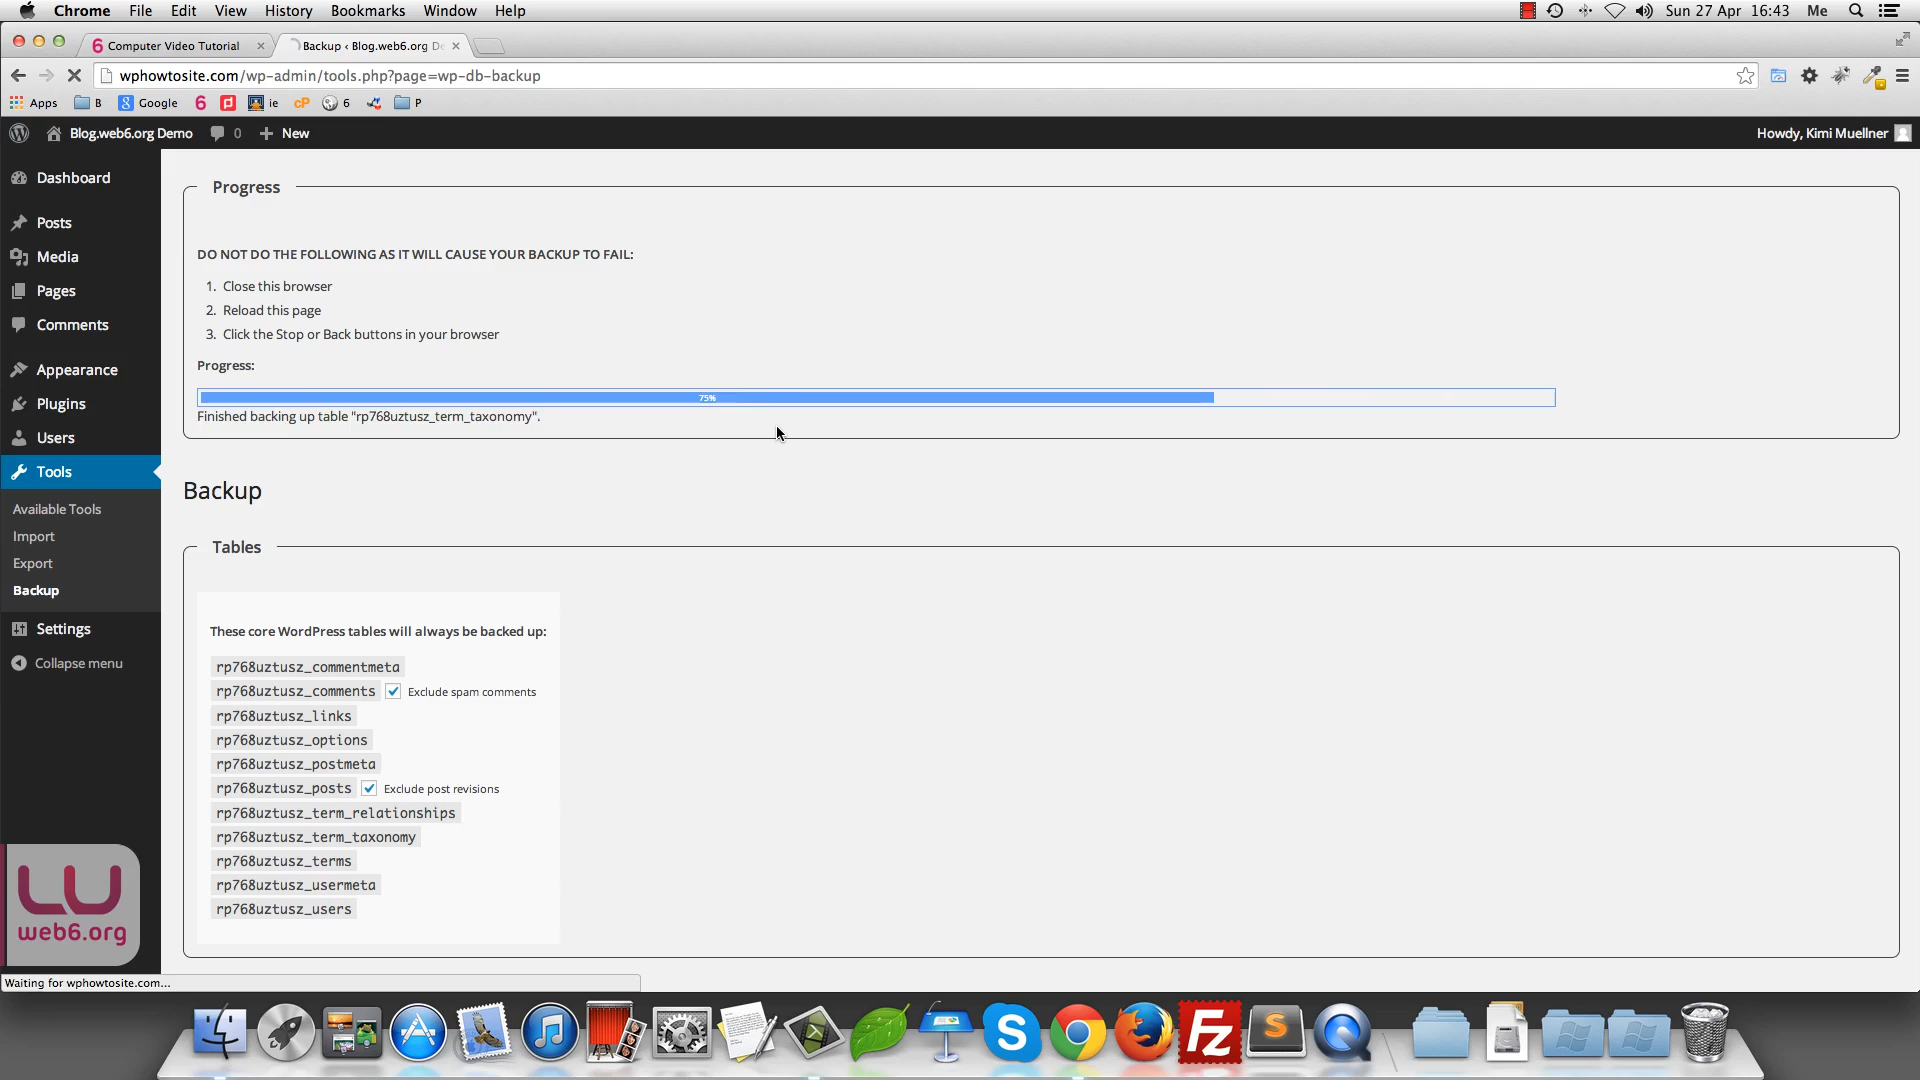 Chrome File Edit View History Bookmarks Window Help Sun 27 Apr 16:43 Me
6 Computer Video Tutorial Backup ‹ Blog.web6.org De
wphowtosite.com/wp-admin/tools.php?page=wp-db-backup
Apps B Google 6 ie cP 6 P
Blog.web6.org Demo 0 + New Howdy, Kimi Muellner
Dashboard
Posts
Media
Pages
Comments
Appearance
Plugins
Users
Tools
Available Tools
Import
Export
Backup
Settings
Collapse menu
web6.org
Progress
DO NOT DO THE FOLLOWING AS IT WILL CAUSE YOUR BACKUP TO FAIL:
1. Close this browser
2. Reload this page
3. Click the Stop or Back buttons in your browser
Progress:
75%
Finished backing up table "rp768uztusz_term_taxonomy".
Backup
Tables
These core WordPress tables will always be backed up:
rp768uztusz_commentmeta
rp768uztusz_comments Exclude spam comments
rp768uztusz_links
rp768uztusz_options
rp768uztusz_postmeta
rp768uztusz_posts Exclude post revisions
rp768uztusz_term_relationships
rp768uztusz_term_taxonomy
rp768uztusz_terms
rp768uztusz_usermeta
rp768uztusz_users
Waiting for wphowtosite.com...
S Fz S